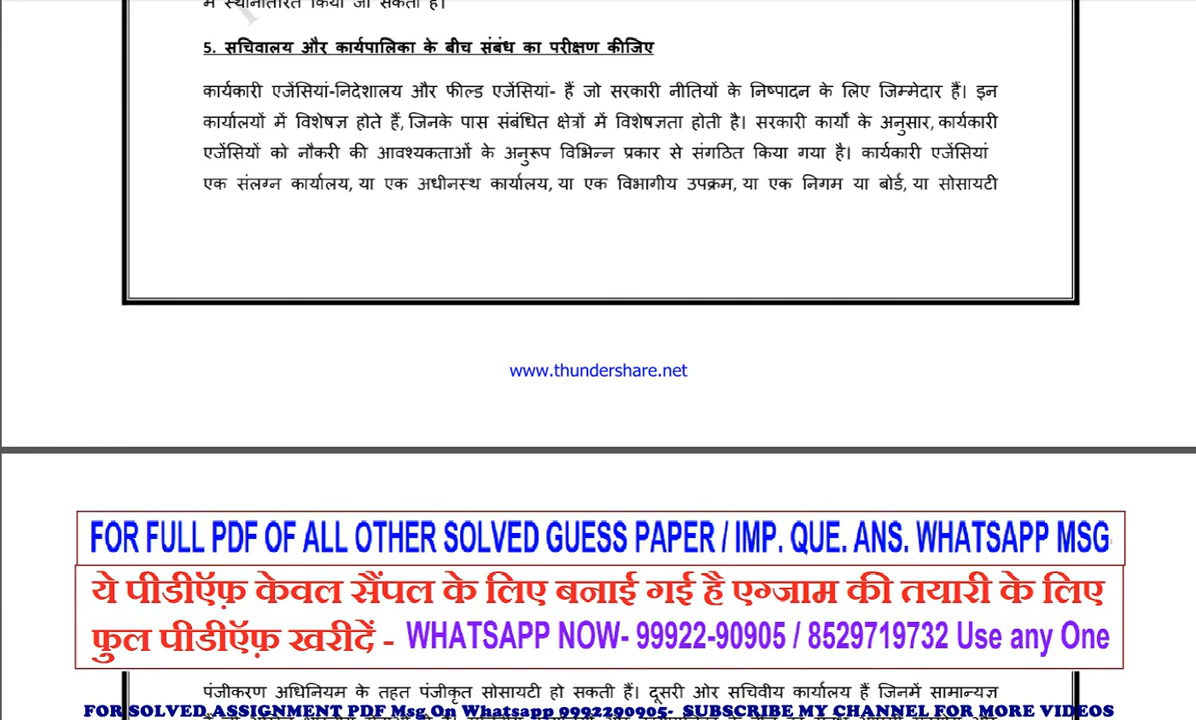 में स्थानांतरित किया जा सकता है।
5. सचिवालय और कार्यपालिका के बीच संबंध का परीक्षण कीजिए
कार्यकारी एजेंसियां-निदेशालय और फील्ड एजेंसियां- हैं जो सरकारी नीतियों के निष्पादन के लिए जिम्मेदार हैं। इन
कार्यालयों में विशेषज्ञ होते हैं, जिनके पास संबंधित क्षेत्रों में विशेषज्ञता होती है। सरकारी कार्यों के अनुसार, कार्यकारी
एजेंसियों को नौकरी की आवश्यकताओं के अनुरूप विभिन्न प्रकार से संगठित किया गया है। कार्यकारी एजेंसियां
एक संलग्न कार्यालय, या एक अधीनस्थ कार्यालय, या एक विभागीय उपक्रम, या एक निगम या बोर्ड, या सोसायटी
www.thundershare.net
FOR FULL PDF OF ALL OTHER SOLVED GUESS PAPER / IMP. QUE. ANS. WHATSAPP MSG
ये पीडीऍफ़ केवल सैंपल के लिए बनाई गई है एग्जाम की तयारी के लिए
फुल पीडीऍफ़ खरीदें - WHATSAPP NOW- 99922-90905 / 8529719732 Use any One
पंजीकरण अधिनियम के तहत पंजीकृत सोसायटी हो सकती हैं। दूसरी ओर सचिवीय कार्यालय हैं जिनमें सामान्यज्ञ
FOR SOLVED ASSIGNMENT PDF Msg On Whatsapp 9992290905- SUBSCRIBE MY CHANNEL FOR MORE VIDEOS